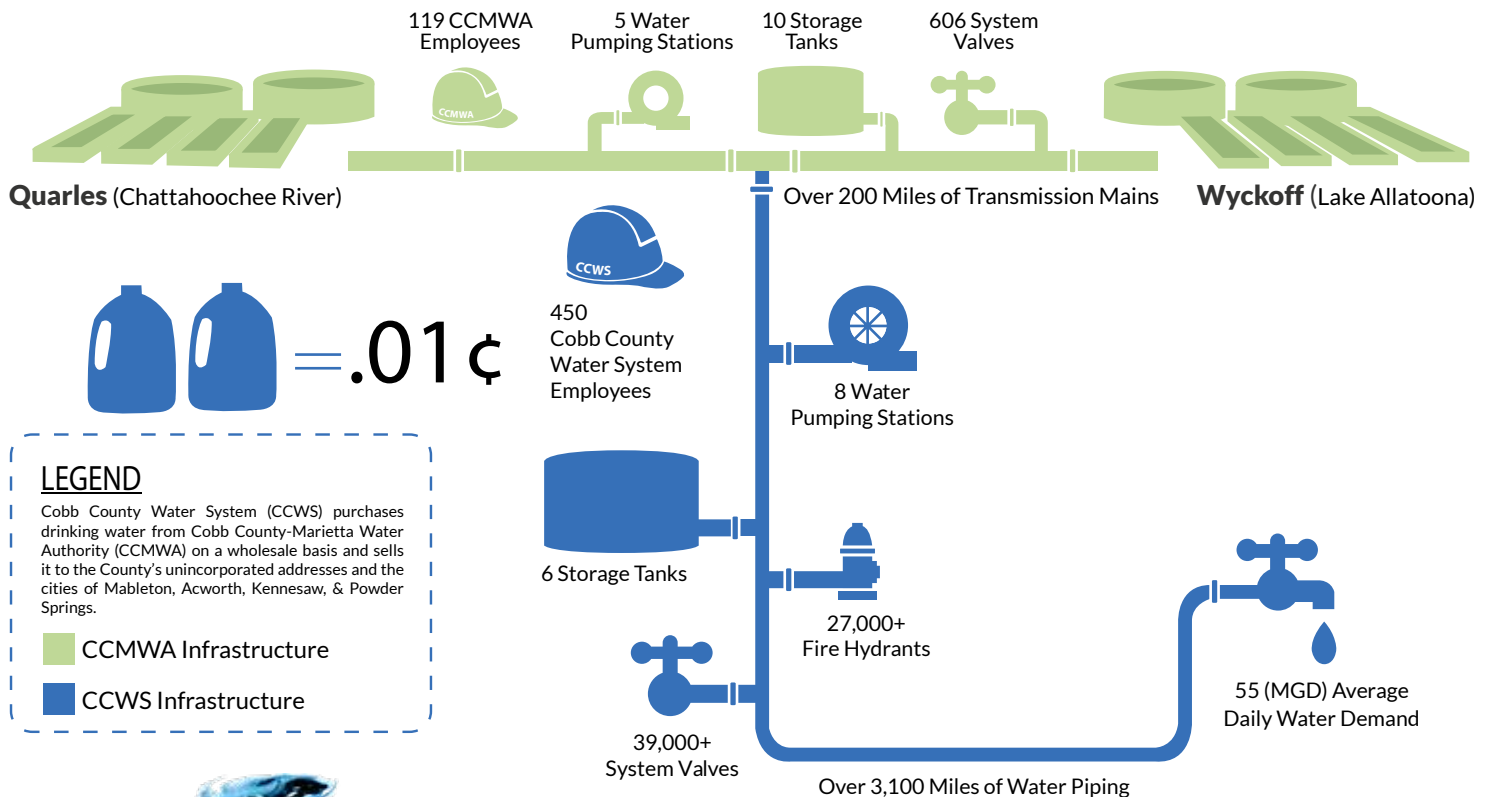 119 CCMWA
Employees
5 Water
Pumping Stations
10 Storage
Tanks
606 System
Valves
CCMWA
Quarles (Chattahoochee River)
Over 200 Miles of Transmission Mains
Wyckoff (Lake Allatoona)
CCWS
450
Cobb County
Water System
Employees
=.01¢
8 Water
Pumping Stations
LEGEND
Cobb County Water System (CCWS) purchases
drinking water from Cobb County-Marietta Water
Authority (CCMWA) on a wholesale basis and sells
it to the County's unincorporated addresses and the
cities of Mableton, Acworth, Kennesaw, & Powder
Springs.
CCMWA Infrastructure
CCWS Infrastructure
6 Storage Tanks
27,000+
Fire Hydrants
39,000+
System Valves
55 (MGD) Average
Daily Water Demand
Over 3,100 Miles of Water Piping